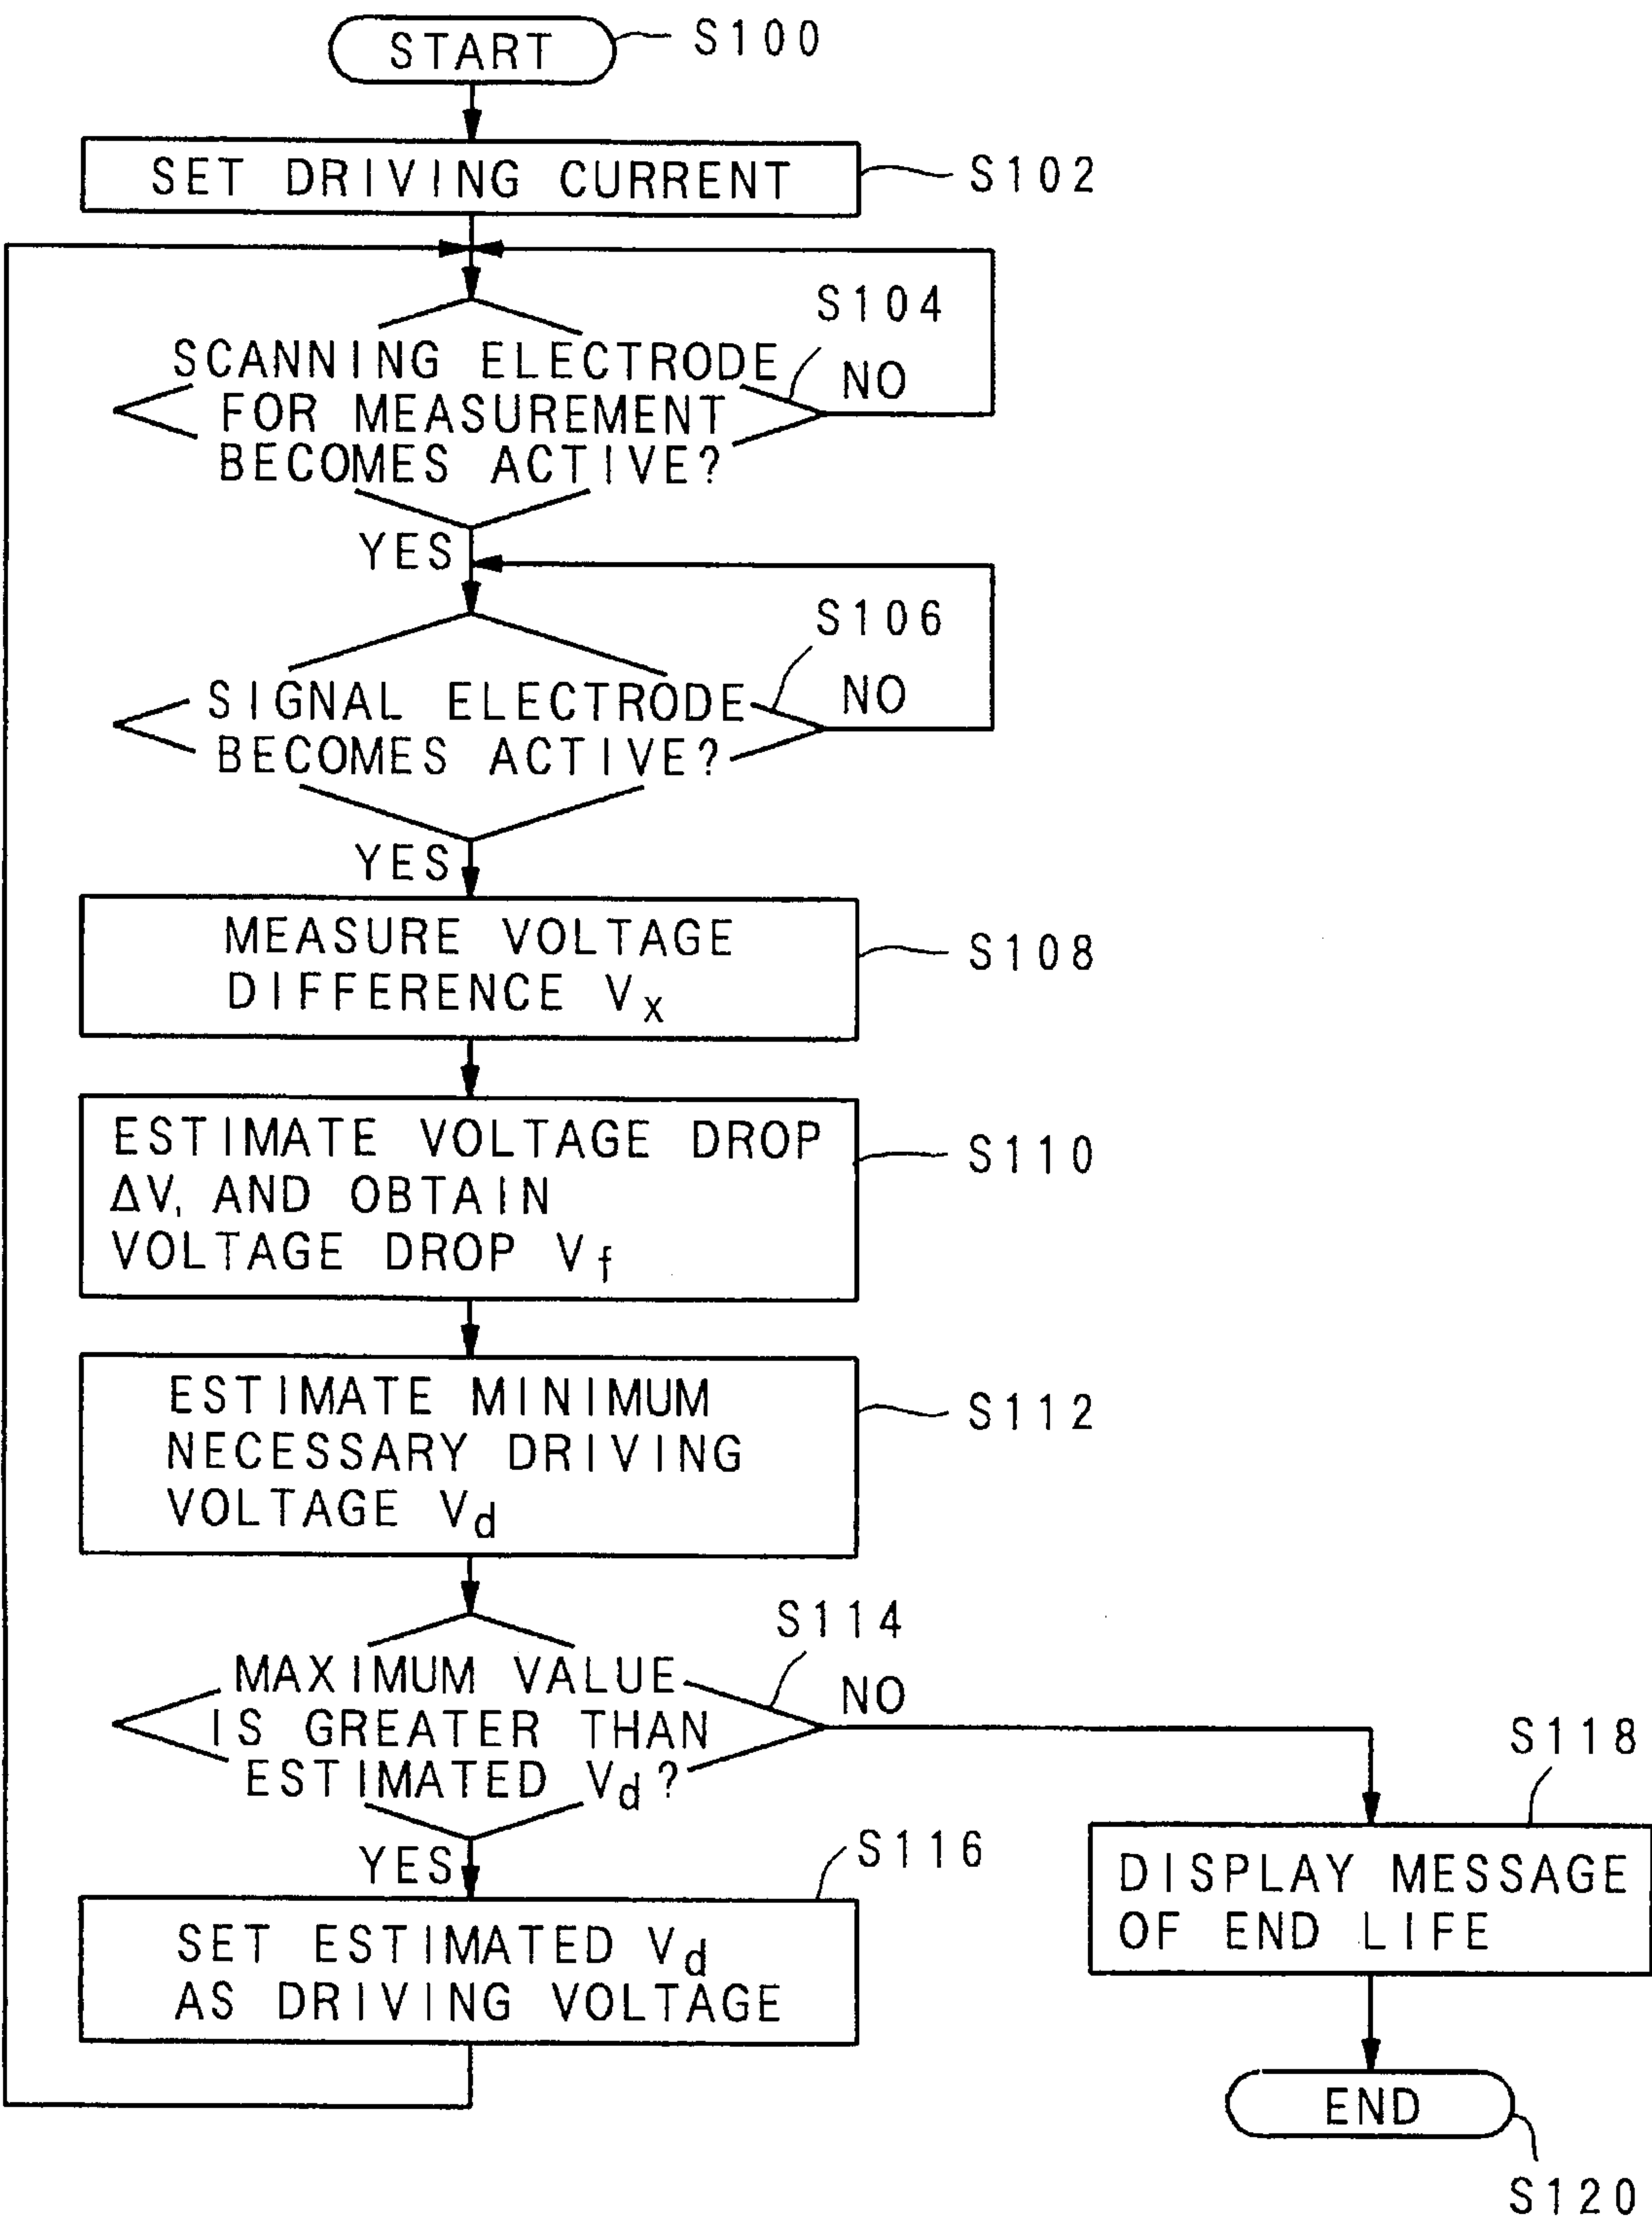 START
S100
SET DRIVING CURRENT
S102
S104
SCANNING ELECTRODE
FOR MEASUREMENT
BECOMES ACTIVE?
NO
YES
S106
SIGNAL ELECTRODE
BECOMES ACTIVE?
NO
YES
MEASURE VOLTAGE
DIFFERENCE Vx
S108
ESTIMATE VOLTAGE DROP
ΔV, AND OBTAIN
VOLTAGE DROP Vf
S110
ESTIMATE MINIMUM
NECESSARY DRIVING
VOLTAGE Vd
S112
S114
MAXIMUM VALUE
IS GREATER THAN
ESTIMATED Vd?
NO
YES
S116
SET ESTIMATED Vd
AS DRIVING VOLTAGE
S118
DISPLAY MESSAGE
OF END LIFE
END
S120